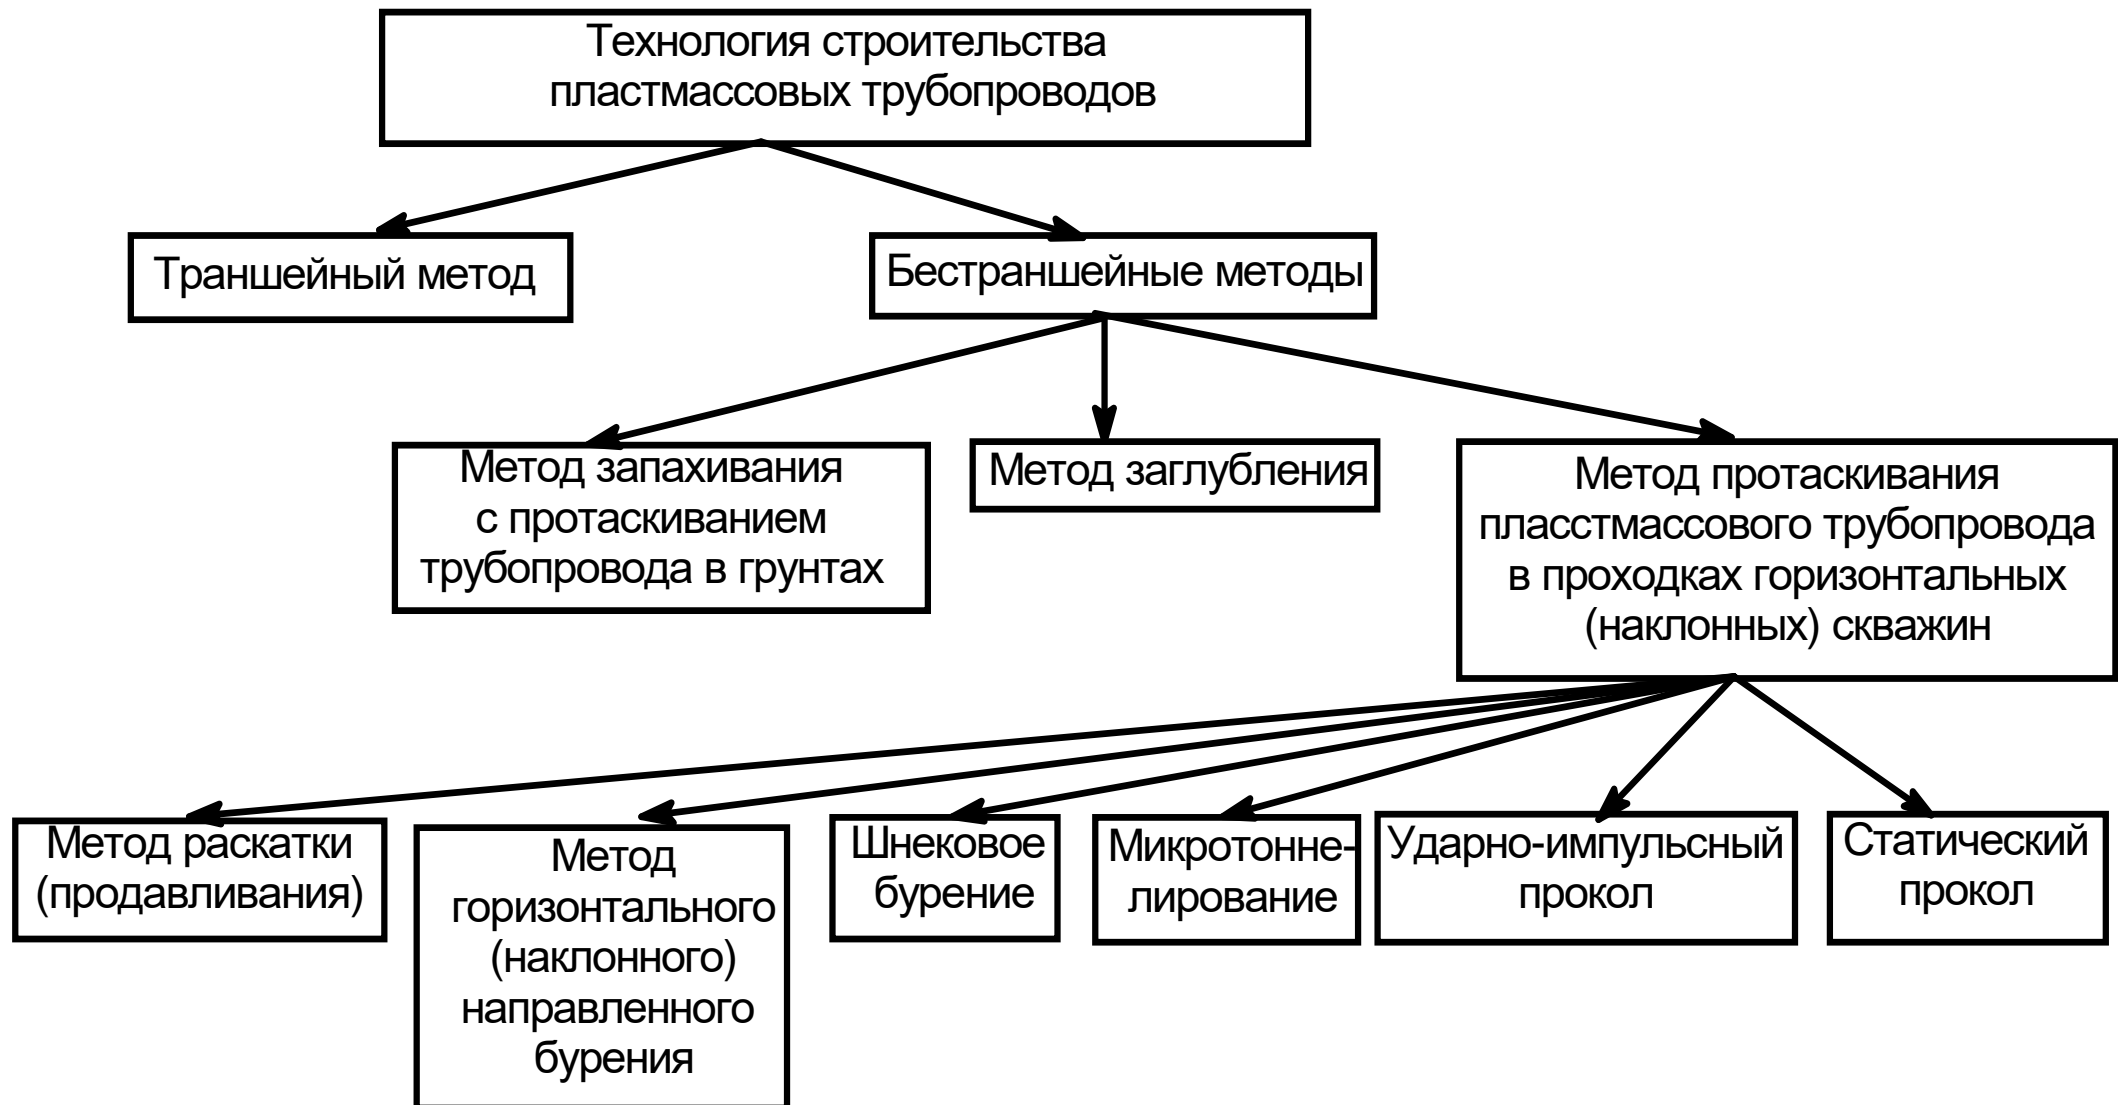 Технология строительства
пластмассовых трубопроводов
Траншейный метод
Бестраншейные методы
Метод запахивания
с протаскиванием
трубопровода в грунтах
Метод заглубления
Метод протаскивания
пласстмассового трубопровода
в проходках горизонтальных
(наклонных) скважин
Метод раскатки
(продавливания)
Метод
горизонтального
(наклонного)
направленного
бурения
Шнековое
бурение
Микротонне-
лирование
Ударно-импульсный
прокол
Статический
прокол